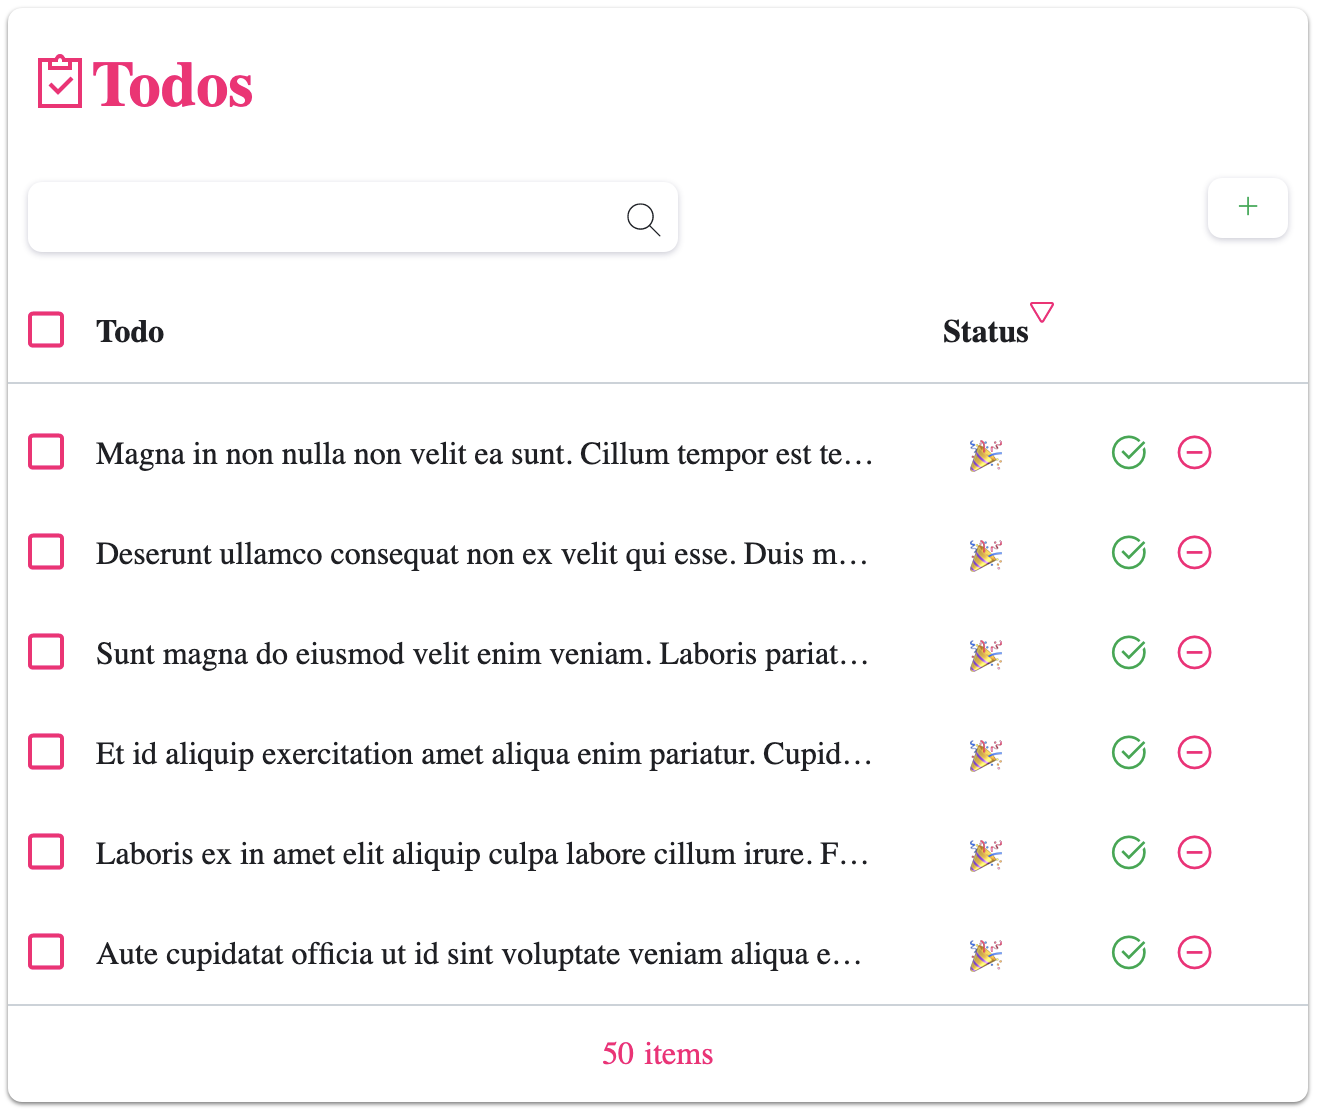 Todos
Todo Status
Magna in non nulla non velit ea sunt. Cillum tempor est te…
Deserunt ullamco consequat non ex velit qui esse. Duis m…
Sunt magna do eiusmod velit enim veniam. Laboris pariat…
Et id aliquip exercitation amet aliqua enim pariatur. Cupid…
Laboris ex in amet elit aliquip culpa labore cillum irure. F…
Aute cupidatat officia ut id sint voluptate veniam aliqua e…
50 items